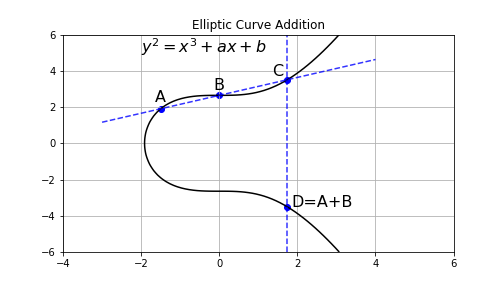 Elliptic Curve Addition
6
y² = x³ + ax + b
4
C
B
A
2
0
−2
D=A+B
−4
−6
−4 −2 0 2 4 6